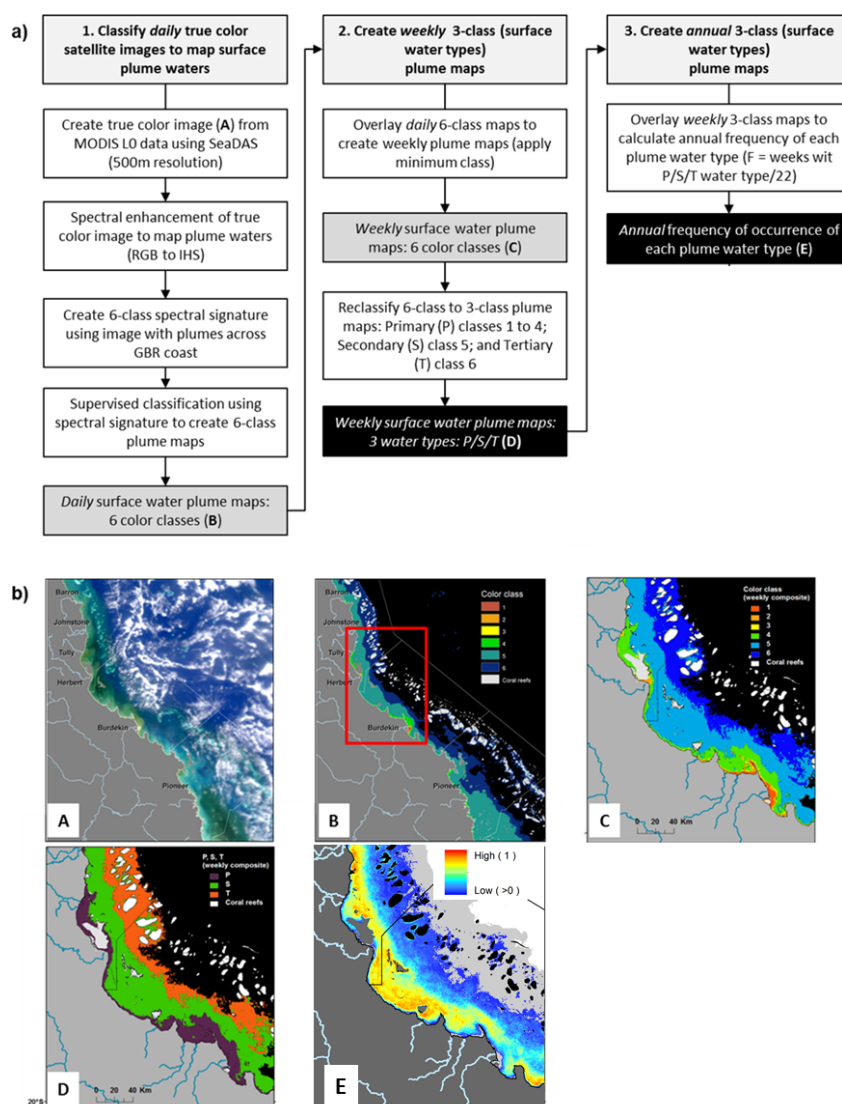 a)
1. Classify daily true color
satellite images to map surface
plume waters
Create true color image (A) from
MODIS L0 data using SeaDAS
(500m resolution)
Spectral enhancement of true
color image to map plume waters
(RGB to IHS)
Create 6-class spectral signature
using image with plumes across
GBR coast
Supervised classification using
spectral signature to create 6-class
plume maps
Daily surface water plume maps:
6 color classes (B)
2. Create weekly 3-class (surface
water types)
plume maps
Overlay daily 6-class maps to
create weekly plume maps (apply
minimum class)
Weekly surface water plume
maps: 6 color classes (C)
Reclassify 6-class to 3-class plume
maps: Primary (P) classes 1 to 4;
Secondary (S) class 5; and Tertiary
(T) class 6
Weekly surface water plume maps:
3 water types: P/S/T (D)
3. Create annual 3-class (surface
water types)
plume maps
Overlay weekly 3-class maps to
calculate annual frequency of each
plume water type (F = weeks wit
P/S/T water type/22)
Annual frequency of occurrence of
each plume water type (E)
b)
Barron
Johnstone
Tully
Herbert
Burdekin
Pioneer
A
Barron
Johnstone
Tully
Herbert
Burdekin
Pioneer
Color class
1
2
3
4
5
6
Coral reefs
B
Color class
(weekly composite)
1
2
3
4
5
6
Coral reefs
0 20 40 Km
C
P, S, T
(weekly composite)
P
S
T
Coral reefs
0 20 40 Km
20°S
D
High ( 1 )
Low ( >0 )
E